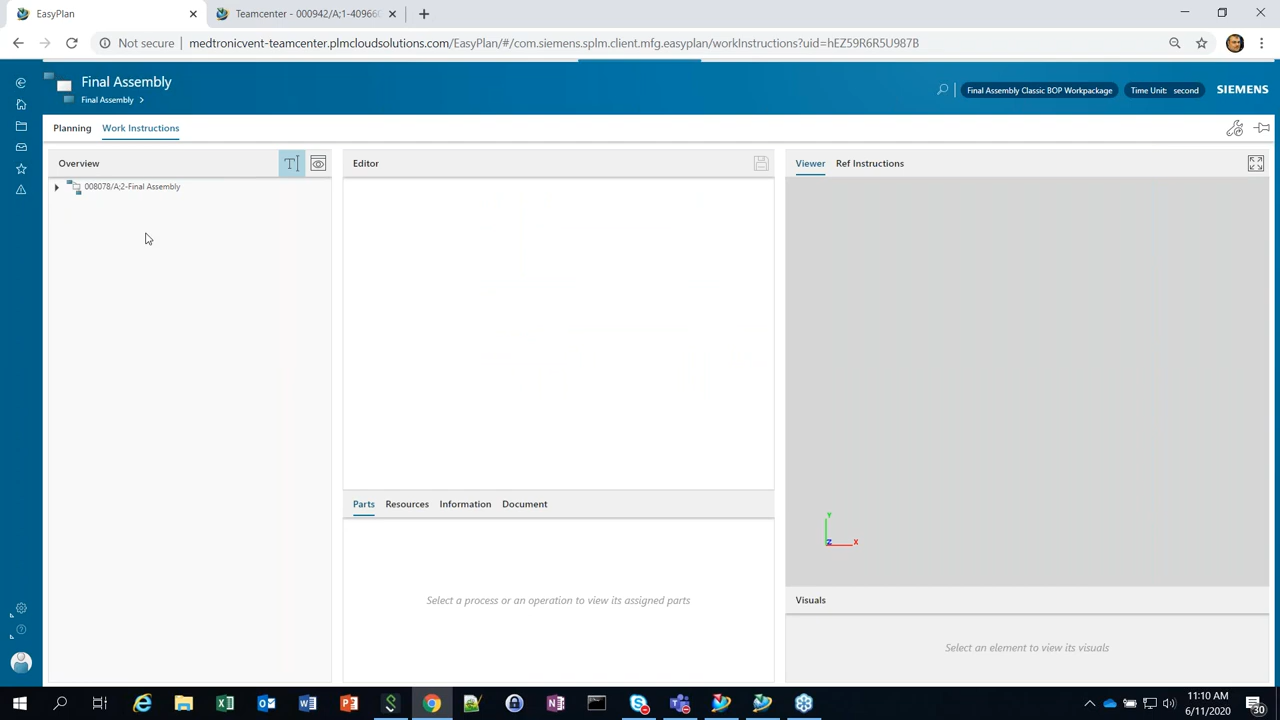 EasyPlan
Teamcenter - 000942/A;1-40966
Not secure medtronicvent-teamcenter.plmcloudsolutions.com/EasyPlan/#/com.siemens.splm.client.mfg.easyplan/workInstructions?uid=hEZ59R6R5U987B
Final Assembly
Final Assembly
Final Assembly Classic BOP Workpackage
Time Unit: second
SIEMENS
Planning Work Instructions
Overview
Editor
Viewer Ref Instructions
008078/A;2-Final Assembly
Y
Z X
Parts Resources Information Document
Select a process or an operation to view its assigned parts
Visuals
Select an element to view its visuals
11:10 AM
6/11/2020
30